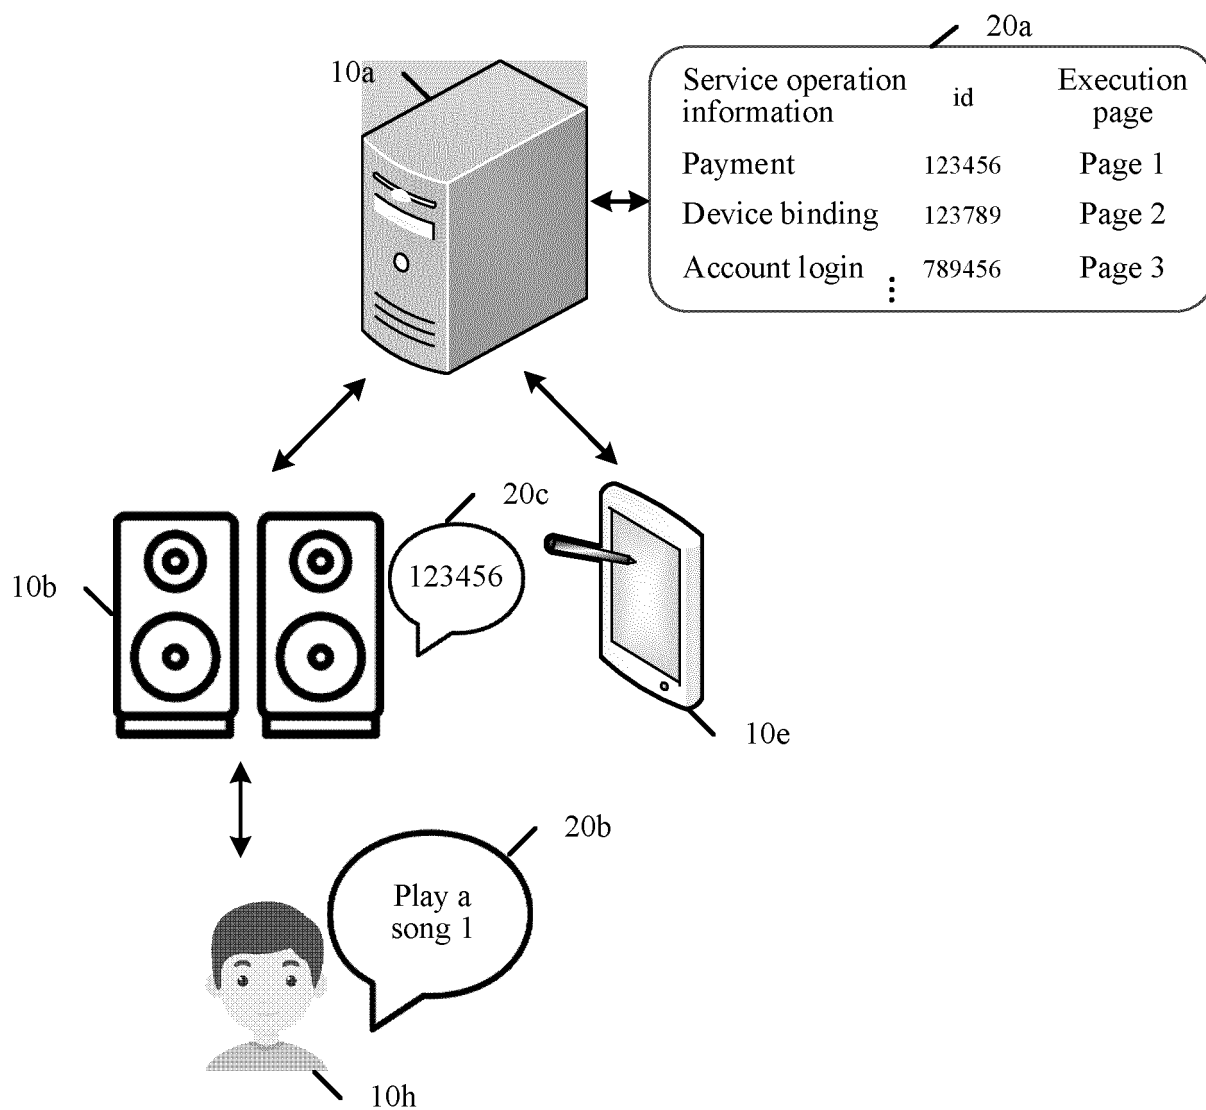 20a
10a
Service operation information
id
Execution page
Payment
123456
Page 1
Device binding
123789
Page 2
Account login
789456
Page 3
20c
123456
10b
10e
20b
Play a
song 1
10h